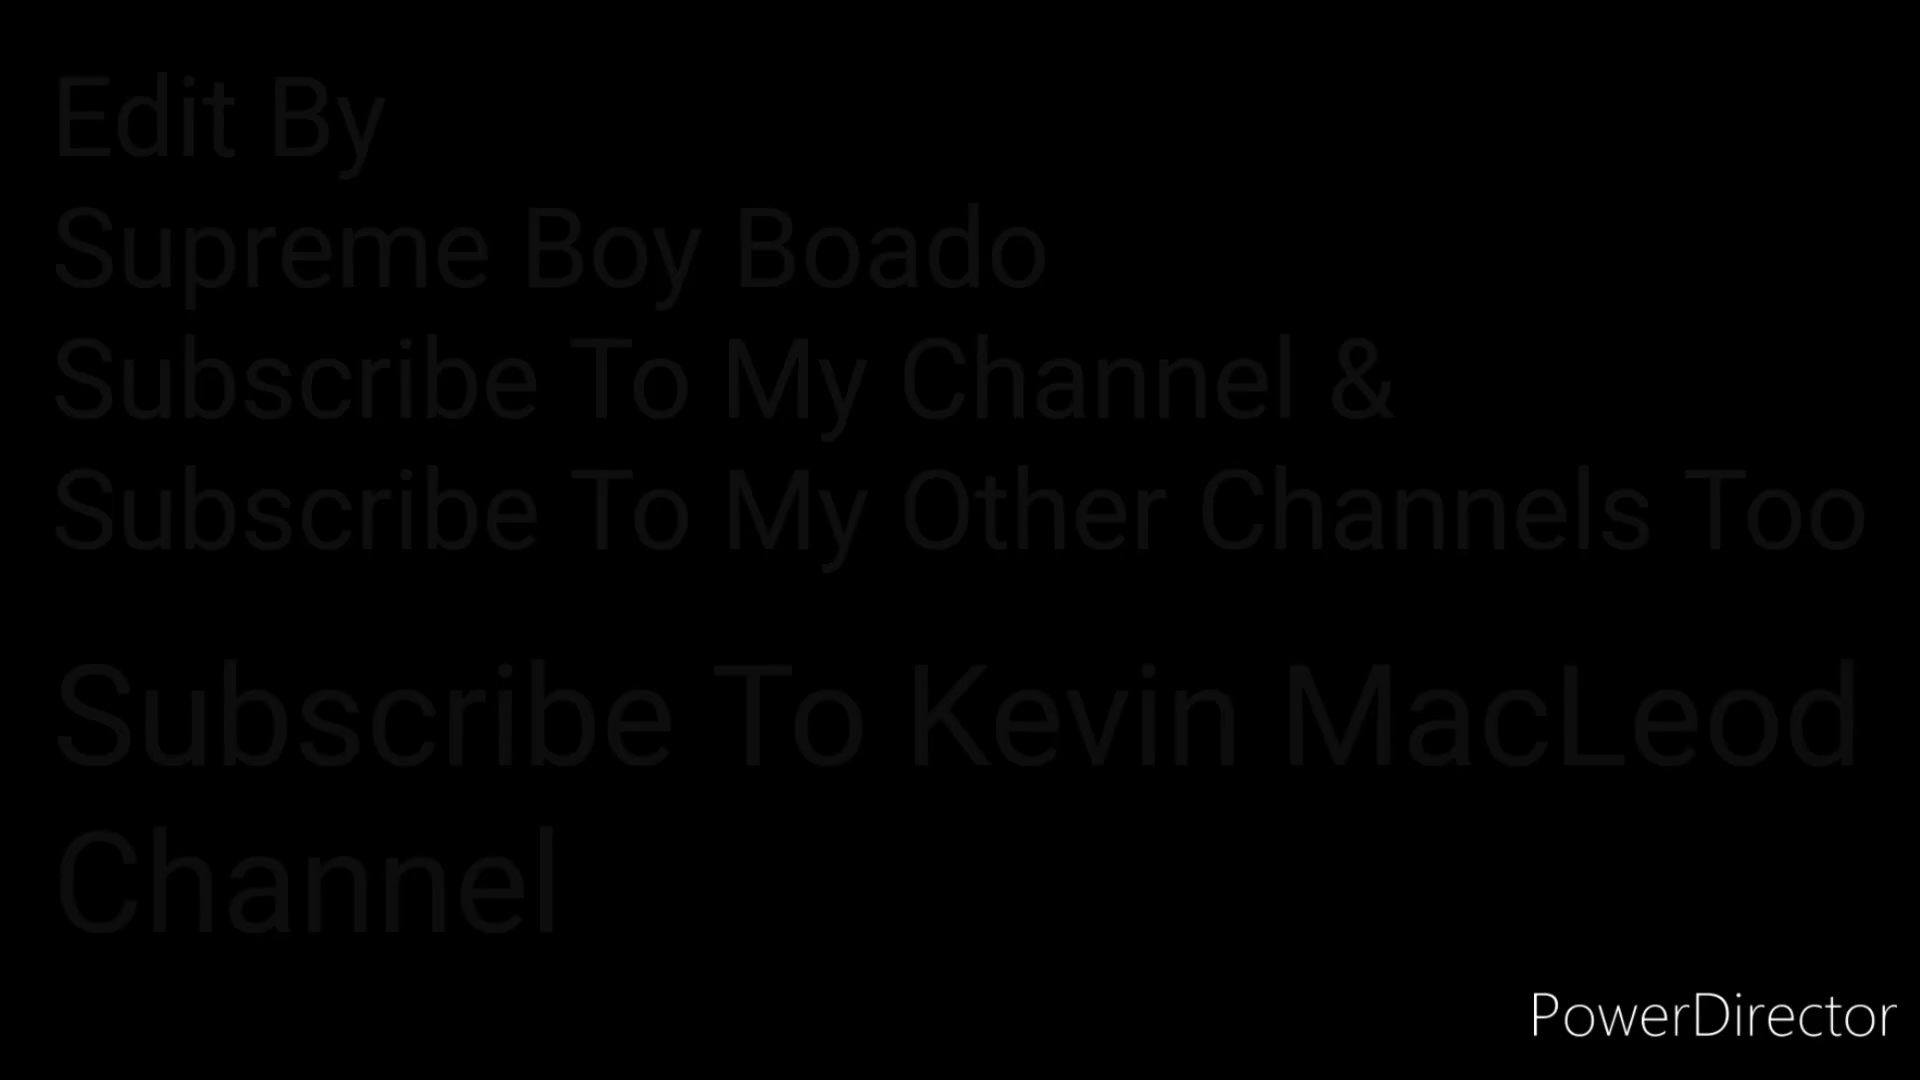 Edit By
Supreme Boy Boado
Subscribe To My Channel &
Subscribe To My Other Channels Too
Subscribe To Kevin MacLeod
Channel
PowerDirector